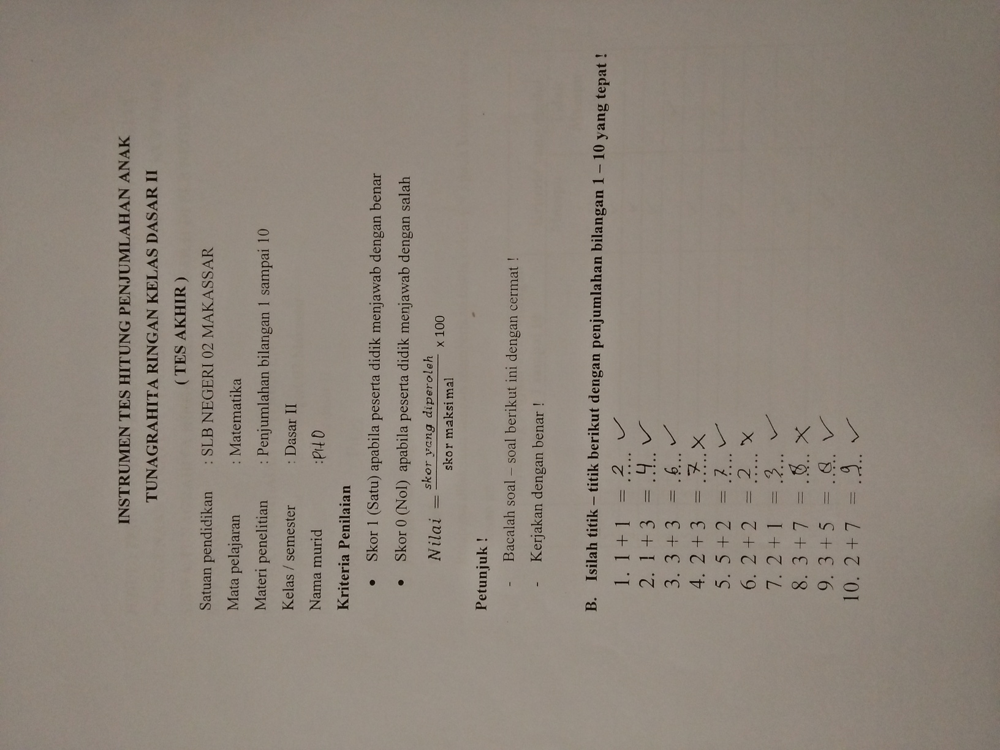 INSTRUMEN TES HITUNG PENJUMLAHAN ANAK
TUNAGRAHITA RINGAN KELAS DASAR II
( TES AKHIR )
Satuan pendidikan : SLB NEGERI 02 MAKASSAR
Mata pelajaran : Matematika
Materi penelitian : Penjumlahan bilangan 1 sampai 10
Kelas / semester : Dasar II
Nama murid :
Kriteria Penilaian
• Skor 1 (Satu) apabila peserta didik menjawab dengan benar
• Skor 0 (Nol) apabila peserta didik menjawab dengan salah
Nilai = skor yang diperoleh / skor maksimal x 100
Petunjuk !
- Bacalah soal – soal berikut ini dengan cermat !
- Kerjakan dengan benar !
B. Isilah titik – titik berikut dengan penjumlahan bilangan 1 – 10 yang tepat !
1. 1 + 1 = 2 ✓
2. 1 + 3 = 4 ✓
3. 3 + 3 = 6 ✓
4. 2 + 3 = 7 ×
5. 5 + 2 = 7 ✓
6. 2 + 2 = 2 ×
7. 2 + 1 = 3 ✓
8. 3 + 7 = 8 ×
9. 3 + 5 = 8 ✓
10. 2 + 7 = 9 ✓